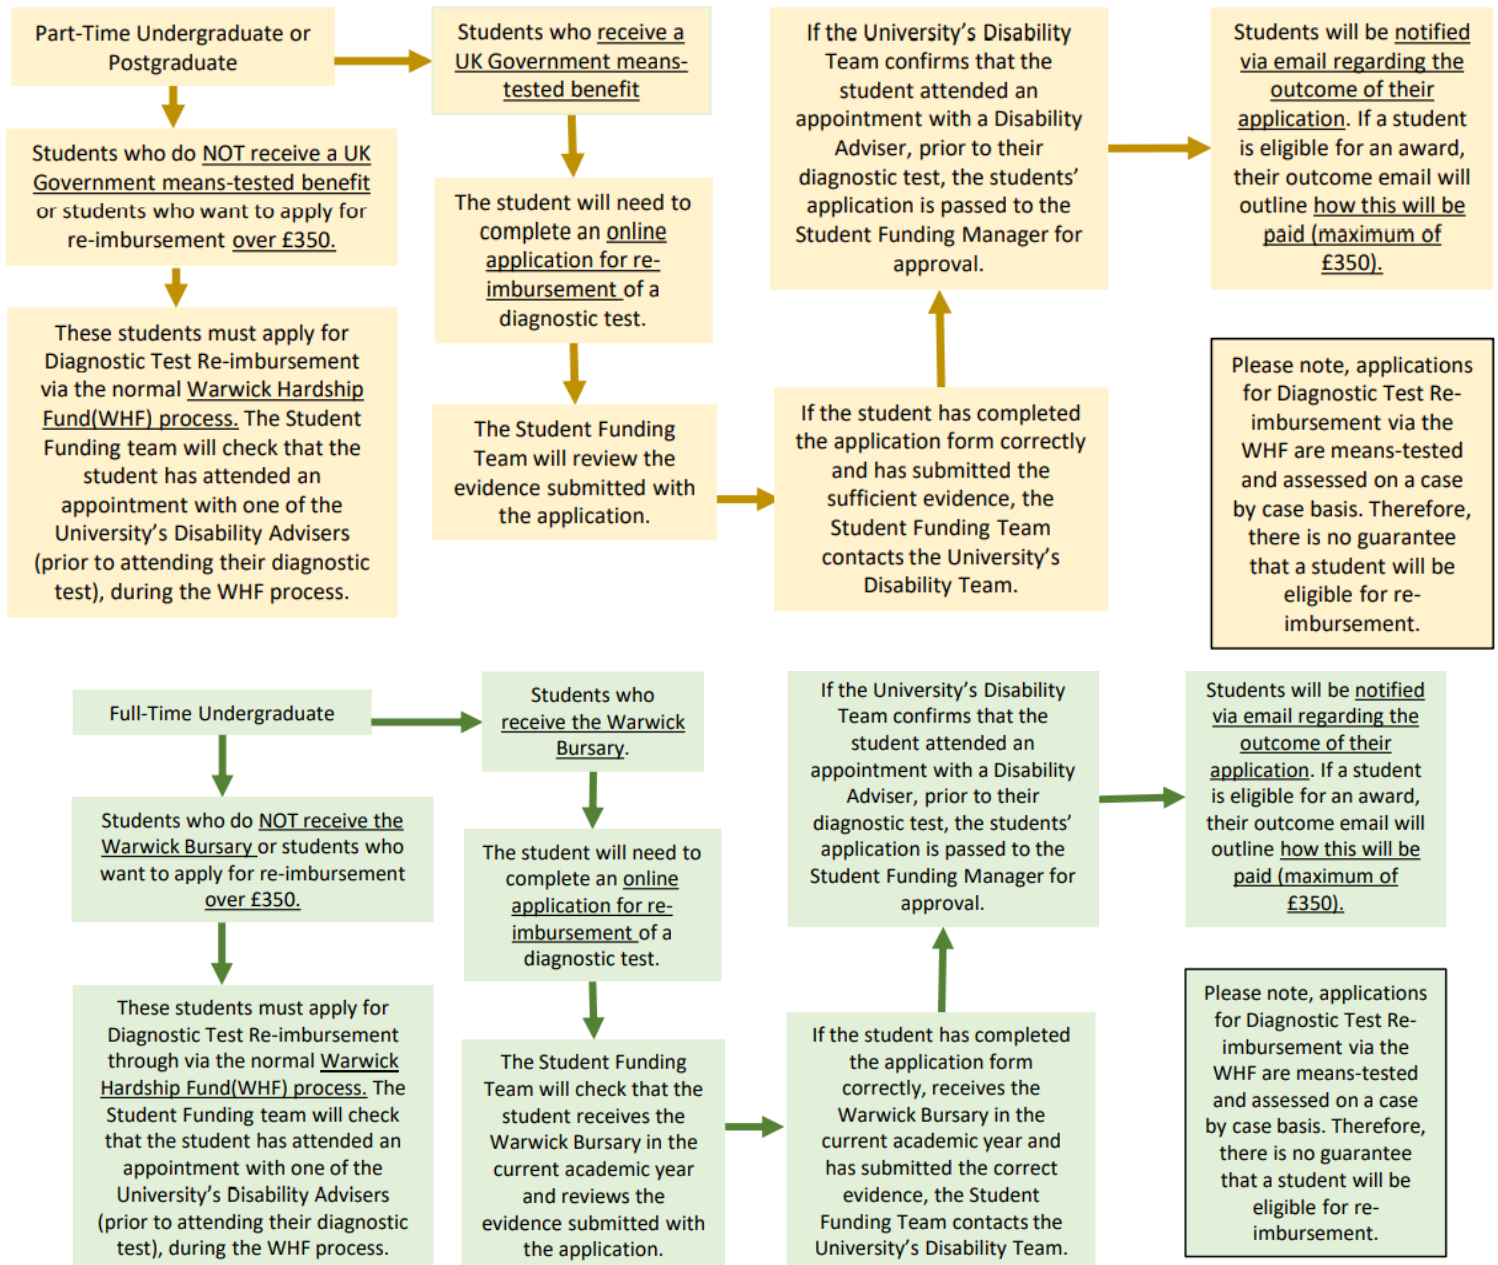 Part-Time Undergraduate or
Postgraduate
Students who do NOT receive a UK
Government means-tested benefit
or students who want to apply for
re-imbursement over £350.
These students must apply for
Diagnostic Test Re-imbursement
via the normal Warwick Hardship
Fund(WHF) process. The Student
Funding team will check that the
student has attended an
appointment with one of the
University’s Disability Advisers
(prior to attending their diagnostic
test), during the WHF process.
Students who receive a
UK Government means-
tested benefit
The student will need to
complete an online
application for re-
imbursement of a
diagnostic test.
The Student Funding
Team will review the
evidence submitted with
the application.
If the student has completed
the application form correctly
and has submitted the
sufficient evidence, the
Student Funding Team
contacts the University’s
Disability Team.
If the University’s Disability
Team confirms that the
student attended an
appointment with a Disability
Adviser, prior to their
diagnostic test, the students’
application is passed to the
Student Funding Manager for
approval.
Students will be notified
via email regarding the
outcome of their
application. If a student
is eligible for an award,
their outcome email will
outline how this will be
paid (maximum of
£350).
Please note, applications
for Diagnostic Test Re-
imbursement via the
WHF are means-tested
and assessed on a case
by case basis. Therefore,
there is no guarantee
that a student will be
eligible for re-
imbursement.
Full-Time Undergraduate
Students who do NOT receive the
Warwick Bursary or students who
want to apply for re-imbursement
over £350.
These students must apply for
Diagnostic Test Re-imbursement
through via the normal Warwick
Hardship Fund(WHF) process. The
Student Funding team will check
that the student has attended an
appointment with one of the
University’s Disability Advisers
(prior to attending their diagnostic
test), during the WHF process.
Students who
receive the Warwick
Bursary.
The student will need to
complete an online
application for re-
imbursement of a
diagnostic test.
The Student Funding
Team will check that the
student receives the
Warwick Bursary in the
current academic year
and reviews the
evidence submitted with
the application.
If the student has completed
the application form
correctly, receives the
Warwick Bursary in the
current academic year and
has submitted the correct
evidence, the Student
Funding Team contacts the
University’s Disability Team.
If the University’s Disability
Team confirms that the
student attended an
appointment with a Disability
Adviser, prior to their
diagnostic test, the students’
application is passed to the
Student Funding Manager for
approval.
Students will be notified
via email regarding the
outcome of their
application. If a student
is eligible for an award,
their outcome email will
outline how this will be
paid (maximum of
£350).
Please note, applications
for Diagnostic Test Re-
imbursement via the
WHF are means-tested
and assessed on a case
by case basis. Therefore,
there is no guarantee
that a student will be
eligible for re-
imbursement.